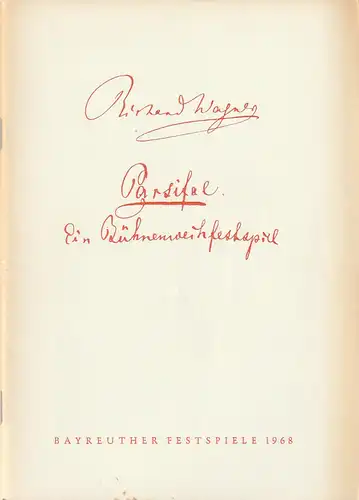 Richard Wagner
Parsifal.
Ein Bühnenweihfestspiel
BAYREUTHER FESTSPIELE 1968